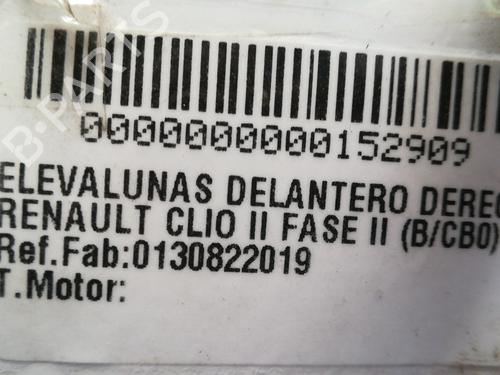 B-PARTS
0000000000152909
ELEVALUNAS DELANTERO DEREC
RENAULT CLIO II FASE II (B/CB0)
Ref.Fab:0130822019
T.Motor: